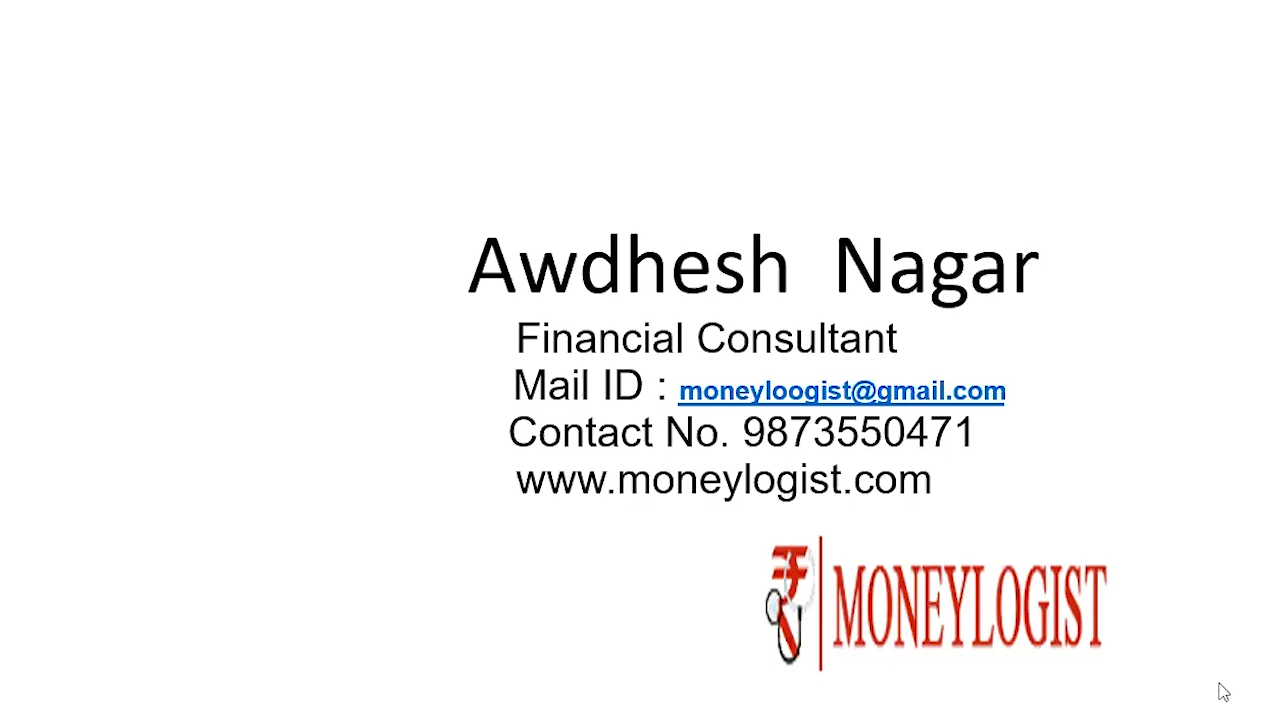 Awdhesh Nagar
Financial Consultant
Mail ID : moneyloogist@gmail.com
Contact No. 9873550471
www.moneylogist.com
MONEYLOGIST